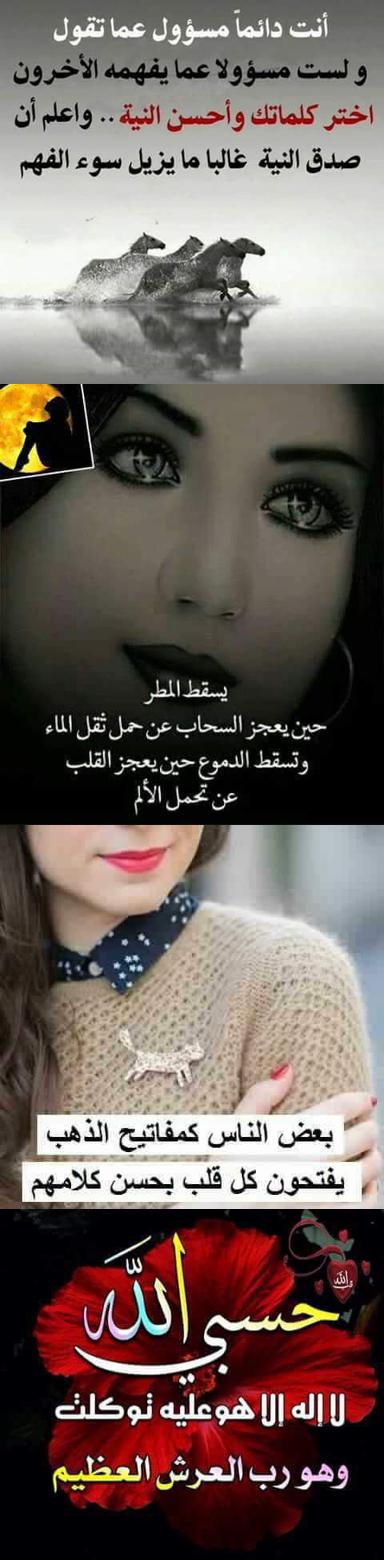 أنت دائماً مسؤول عما تقول
و لست مسؤولا عما يفهمه الأخرون
اختر كلماتك وأحسن النية .. واعلم أن
صدق النية غالبا ما يزيل سوء الفهم
يسقط المطر
حين يعجز السحاب عن حمل ثقل الماء
وتسقط الدموع حين يعجز القلب
عن تحمل الألم
بعض الناس كمفاتيح الذهب
يفتحون كل قلب بحسن كلامهم
الله
حسبي الله
لا إله إلا هو عليه توكلت
وهو رب العرش العظيم